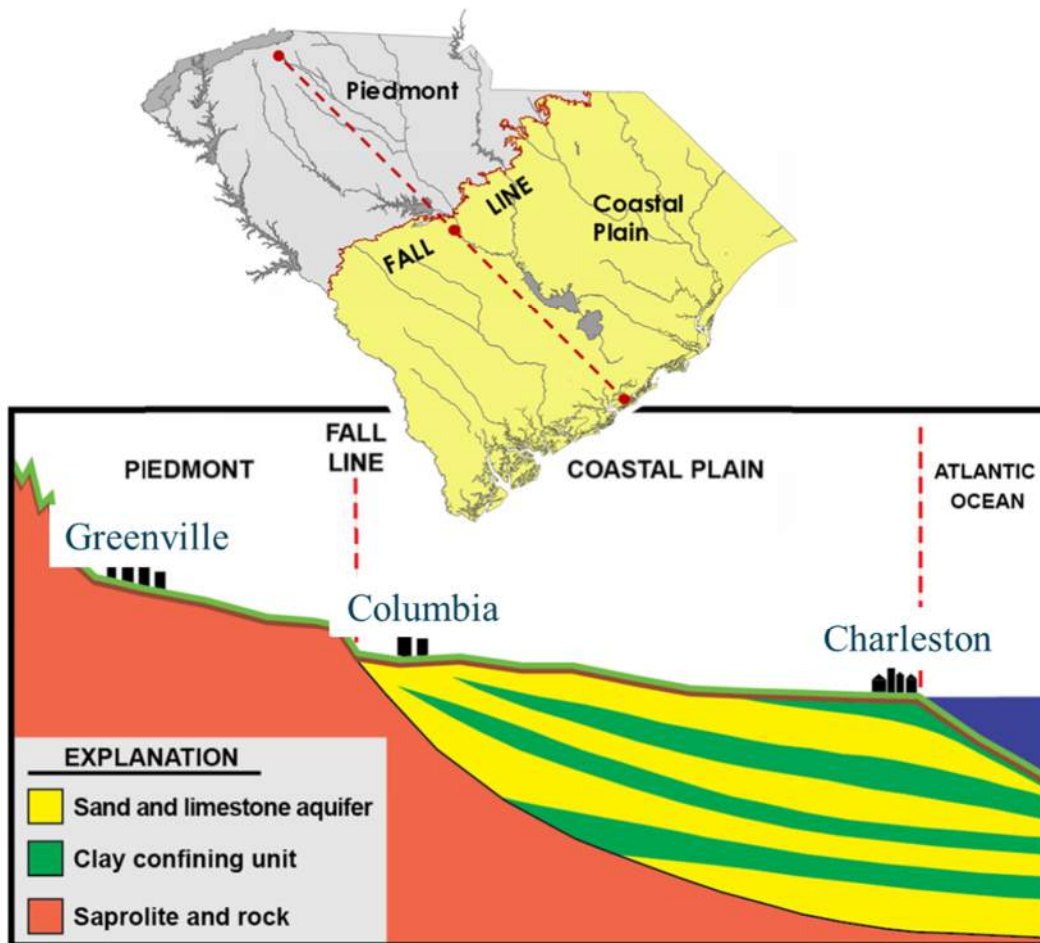 Piedmont
FALL LINE
Coastal
Plain
PIEDMONT
FALL
LINE
COASTAL PLAIN
ATLANTIC
OCEAN
Greenville
Columbia
Charleston
EXPLANATION
Sand and limestone aquifer
Clay confining unit
Saprolite and rock